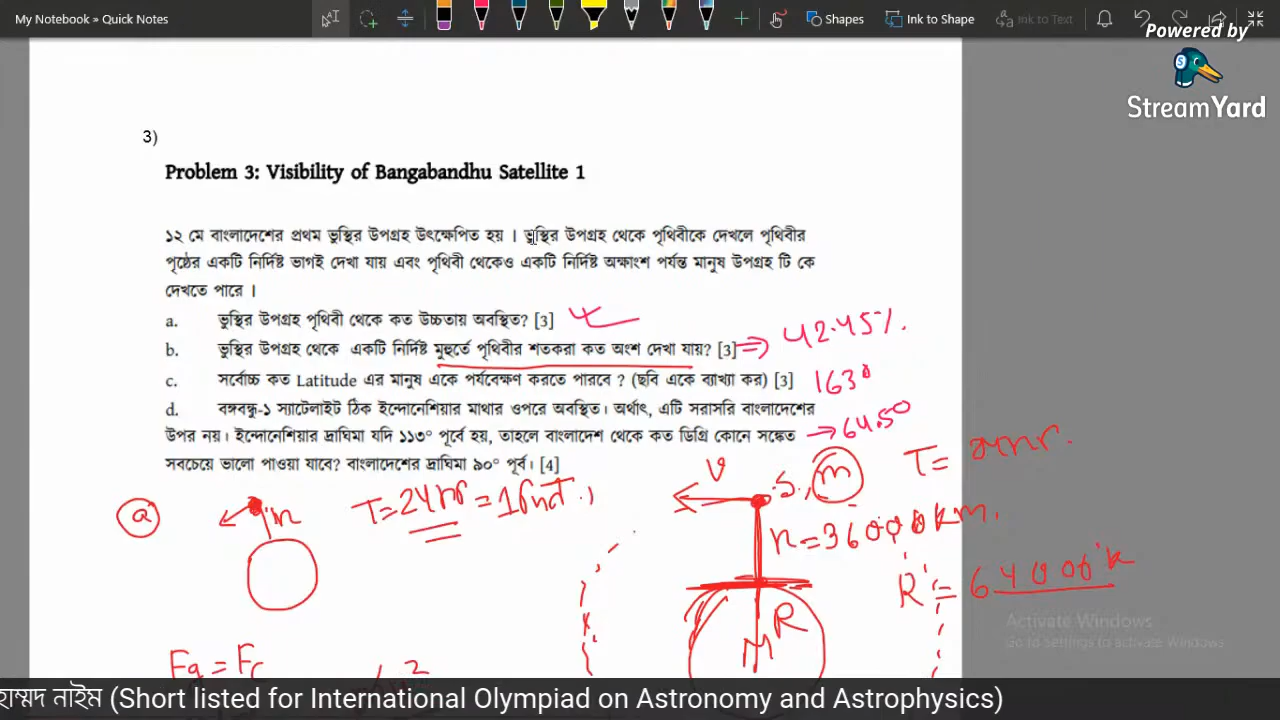 My Notebook » Quick Notes
Shapes
Ink to Shape
Ink to Text
Powered by
StreamYard
3)
Problem 3: Visibility of Bangabandhu Satellite 1
১২ মে বাংলাদেশের প্রথম ভুস্থির উপগ্রহ উৎক্ষেপিত হয় । ভুস্থির উপগ্রহ থেকে পৃথিবীকে দেখলে পৃথিবীর
পৃষ্ঠের একটি নির্দিষ্ট ভাগই দেখা যায় এবং পৃথিবী থেকেও একটি নির্দিষ্ট অক্ষাংশ পর্যন্ত মানুষ উপগ্রহ টি কে
দেখতে পারে ।
a. ভুস্থির উপগ্রহ পৃথিবী থেকে কত উচ্চতায় অবস্থিত? [3]
b. ভুস্থির উপগ্রহ থেকে একটি নির্দিষ্ট মুহুর্তে পৃথিবীর শতকরা কত অংশ দেখা যায়? [3] ⇒ 42.45%.
c. সর্বোচ্চ কত Latitude এর মানুষ একে পর্যবেক্ষণ করতে পারবে ? (ছবি একে ব্যাখ্যা কর) [3] 163°
d. বঙ্গবন্ধু-১ স্যাটেলাইট ঠিক ইন্দোনেশিয়ার মাথার ওপরে অবস্থিত। অর্থাৎ, এটি সরাসরি বাংলাদেশের
উপর নয়। ইন্দোনেশিয়ার দ্রাঘিমা যদি ১১৩° পূর্বে হয়, তাহলে বাংলাদেশ থেকে কত ডিগ্রি কোনে সঙ্কেত → 64.5°
সবচেয়ে ভালো পাওয়া যাবে? বাংলাদেশের দ্রাঘিমা ৯০° পূর্ব। [4]
T= 24hr.
a
h
T=24hr = 1
V
S, m
h=36000km.
R = 64000k
R
M
Fg = Fc
Activate Windows
Go to settings to activate Windows
নাইম (Short listed for International Olympiad on Astronomy and Astrophysics)